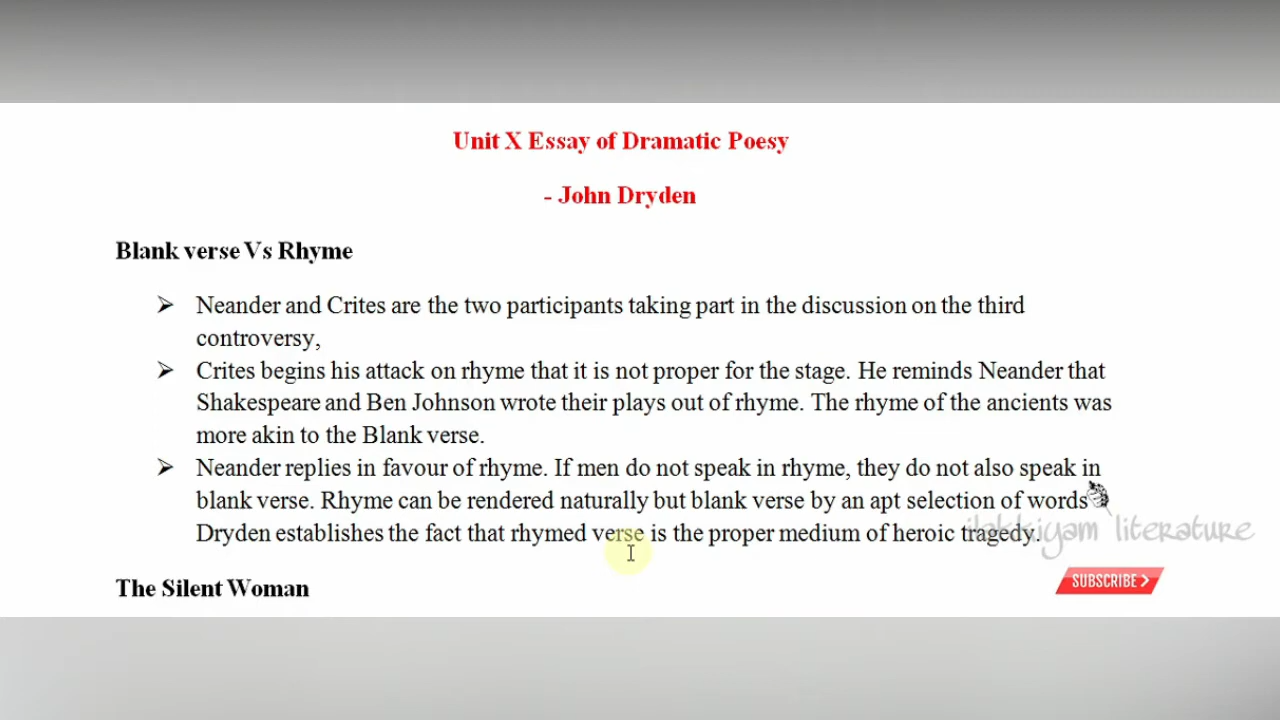 Unit X Essay of Dramatic Poesy
- John Dryden
Blank verse Vs Rhyme
➢ Neander and Crites are the two participants taking part in the discussion on the third
controversy,
➢ Crites begins his attack on rhyme that it is not proper for the stage. He reminds Neander that
Shakespeare and Ben Johnson wrote their plays out of rhyme. The rhyme of the ancients was
more akin to the Blank verse.
➢ Neander replies in favour of rhyme. If men do not speak in rhyme, they do not also speak in
blank verse. Rhyme can be rendered naturally but blank verse by an apt selection of words
Dryden establishes the fact that rhymed verse is the proper medium of heroic tragedy.
ilakkiyam literature
SUBSCRIBE >
The Silent Woman